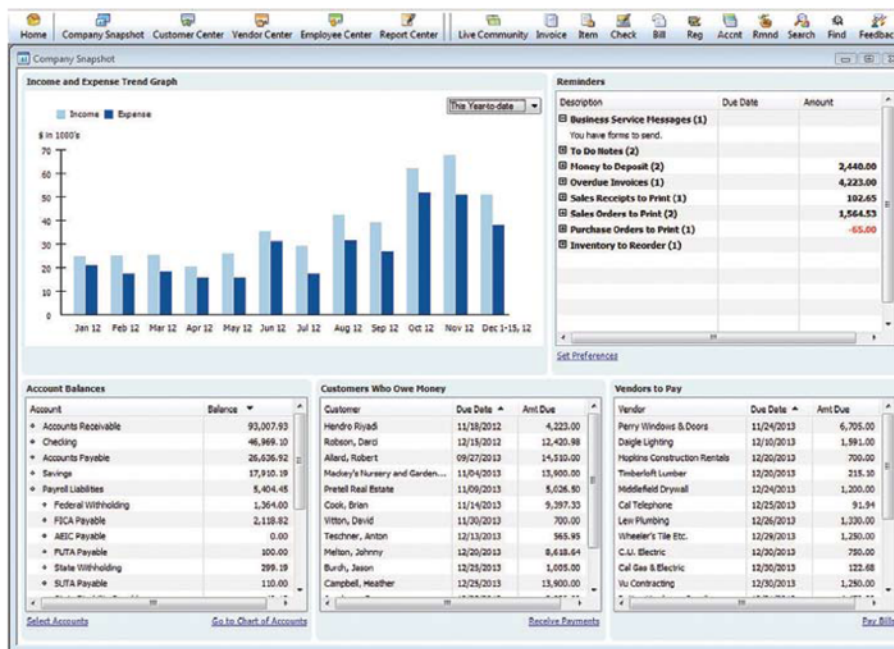 Home Company Snapshot Customer Center Vendor Center Employee Center Report Center Live Community Invoice Item Check Bill Reg Accnt Rmnd Search Find Feedbac
Company Snapshot
Income and Expense Trend Graph
This Year-to-date
Income Expense
$ in 1000's
70
60
50
40
30
20
10
0
Jan 12 Feb 12 Mar 12 Apr 12 May 12 Jun 12 Jul 12 Aug 12 Sep 12 Oct 12 Nov 12 Dec 1-15, 12
Reminders
Description Due Date Amount
Business Service Messages (1)
You have forms to send.
To Do Notes (2)
Money to Deposit (2) 2,440.00
Overdue Invoices (1) 4,223.00
Sales Receipts to Print (1) 102.65
Sales Orders to Print (2) 1,564.53
Purchase Orders to Print (1) -65.00
Inventory to Reorder (1)
Set Preferences
Account Balances
Account Balance
Accounts Receivable 93,007.93
Checking 46,969.10
Accounts Payable 26,636.92
Savings 17,910.19
Payroll Liabilities 5,404.45
Federal Withholding 1,364.00
FICA Payable 2,118.82
AEIC Payable 0.00
FUTA Payable 100.00
State Withholding 299.19
SUTA Payable 110.00
Select Accounts Go to Chart of Accounts
Customers Who Owe Money
Customer Due Date Amt Due
Hendro Riyadi 11/18/2012 4,223.00
Robson, Darci 12/15/2012 12,420.98
Allard, Robert 09/27/2013 14,510.00
Mackey's Nursery and Garden... 11/04/2013 13,900.00
Pretell Real Estate 11/09/2013 5,026.50
Cook, Brian 11/14/2013 9,397.33
Vitton, David 11/30/2013 700.00
Teschner, Anton 12/13/2013 565.95
Melton, Johnny 12/20/2013 8,618.64
Burch, Jason 12/25/2013 1,005.00
Campbell, Heather 12/25/2013 13,900.00
Receive Payments
Vendors to Pay
Vendor Due Date Amt Due
Perry Windows & Doors 11/24/2013 6,705.00
Daigle Lighting 12/10/2013 1,591.00
Hopkins Construction Rentals 12/20/2013 700.00
Timberloft Lumber 12/20/2013 215.10
Middlefield Drywall 12/24/2013 1,200.00
Cal Telephone 12/25/2013 91.94
Lew Plumbing 12/26/2013 1,330.00
Wheeler's Tile Etc. 12/29/2013 1,250.00
C.U. Electric 12/30/2013 750.00
Cal Gas & Electric 12/30/2013 122.68
Vu Contracting 12/30/2013 1,250.00
Pay Bills